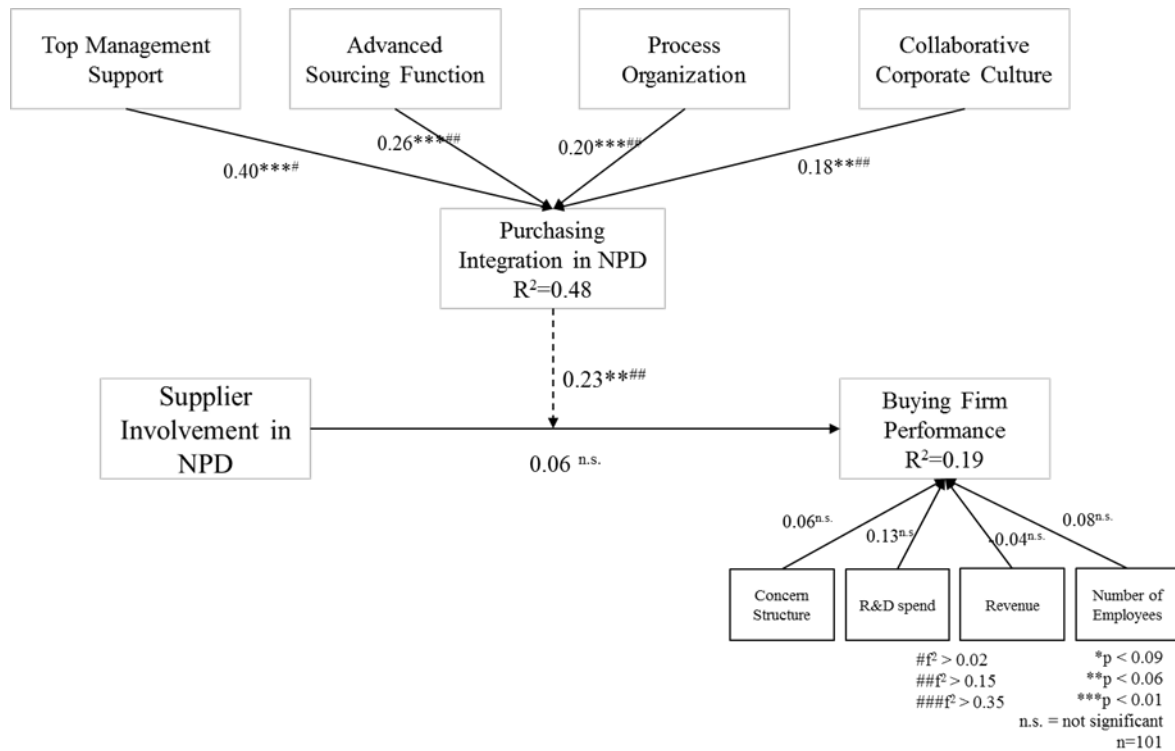 Top Management
Support
Advanced
Sourcing Function
Process
Organization
Collaborative
Corporate Culture
0.40***#
0.26***##
0.20***##
0.18**##
Purchasing
Integration in NPD
R²=0.48
0.23**##
Supplier
Involvement in
NPD
0.06 n.s.
Buying Firm
Performance
R²=0.19
0.06n.s.
0.13n.s
-0.04n.s.
0.08n.s.
Concern
Structure
R&D spend
Revenue
Number of
Employees
#f² > 0.02
##f² > 0.15
###f² > 0.35
*p < 0.09
**p < 0.06
***p < 0.01
n.s. = not significant
n=101